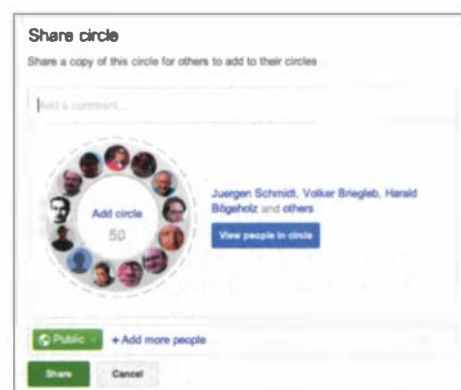 Share circle
Share a copy of this circle for others to add to their circles
Add a comment...
Add circle
50
Juergen Schmidt, Volker Briegleb, Harald
Bögeholz and others
View people in circle
Public
+ Add more people
Share
Cancel